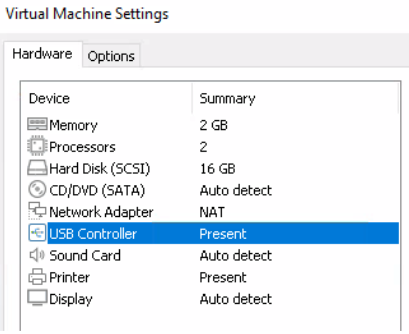 Virtual Machine Settings
Hardware Options
Device Summary
Memory 2 GB
Processors 2
Hard Disk (SCSI) 16 GB
CD/DVD (SATA) Auto detect
Network Adapter NAT
USB Controller Present
Sound Card Auto detect
Printer Present
Display Auto detect